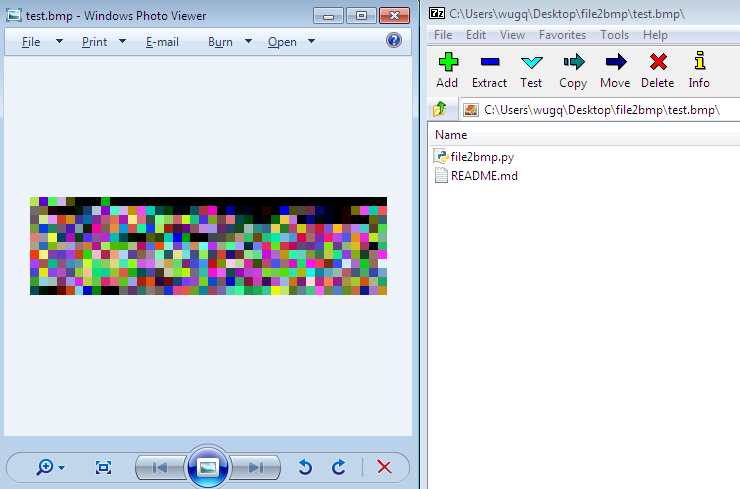 test.bmp - Windows Photo Viewer
File Print E-mail Burn Open
7z C:\Users\wugq\Desktop\file2bmp\test.bmp\
File Edit View Favorites Tools Help
Add Extract Test Copy Move Delete Info
C:\Users\wugq\Desktop\file2bmp\test.bmp\
Name
file2bmp.py
README.md